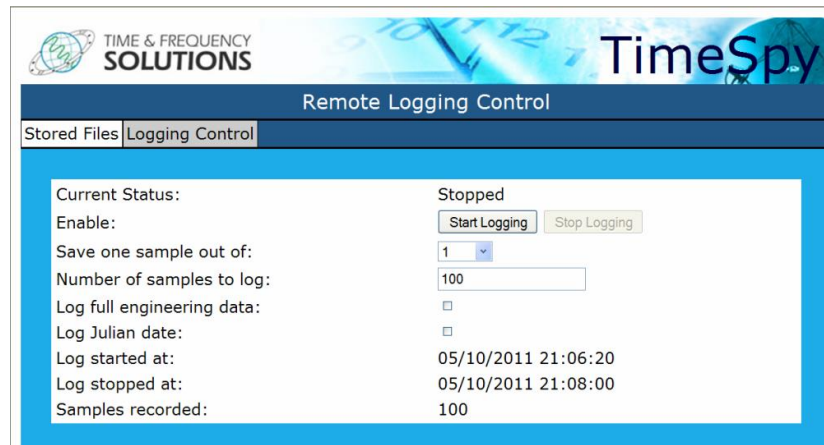 TIME & FREQUENCY
SOLUTIONS
TimeSpy
Remote Logging Control
Stored Files Logging Control
Current Status: Stopped
Enable: Start Logging Stop Logging
Save one sample out of: 1
Number of samples to log: 100
Log full engineering data:
Log Julian date:
Log started at: 05/10/2011 21:06:20
Log stopped at: 05/10/2011 21:08:00
Samples recorded: 100